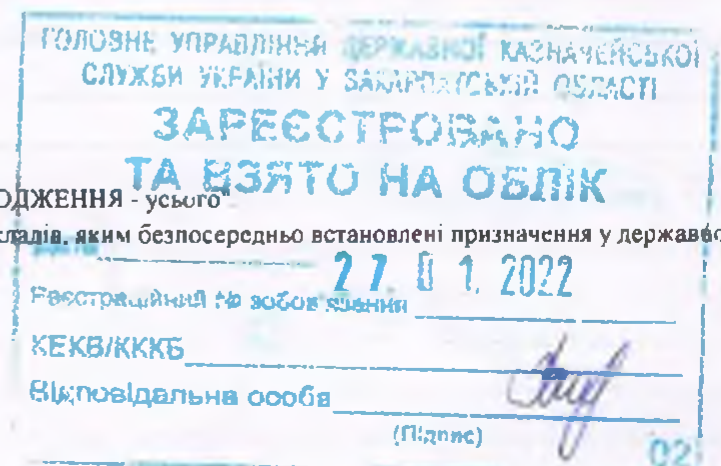 ГОЛОВНЕ УПРАВЛІННЯ ДЕРЖАВНОЇ КАЗНАЧЕЙСЬКОЇ
СЛУЖБИ УКРАЇНИ У ЗАКАРПАТСЬКІЙ ОБЛАСТІ
ЗАРЕЄСТРОВАНО
ТА ВЗЯТО НА ОБЛІК
ОДЖЕННЯ - усього"
кладів, яким безпосередньо встановлені призначення у державно
27. 01. 2022
Реєстраційний № зобов'язання
КЕКВ/КККБ
Відповідальна особа
(Підпис)
02